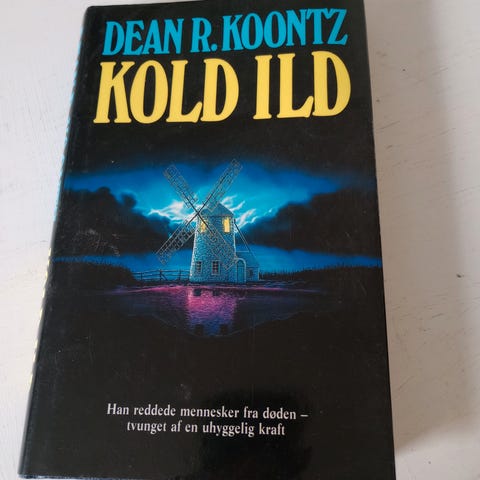 DEAN R. KOONTZ
KOLD ILD
Han reddede mennesker fra døden –
tvunget af en uhyggelig kraft